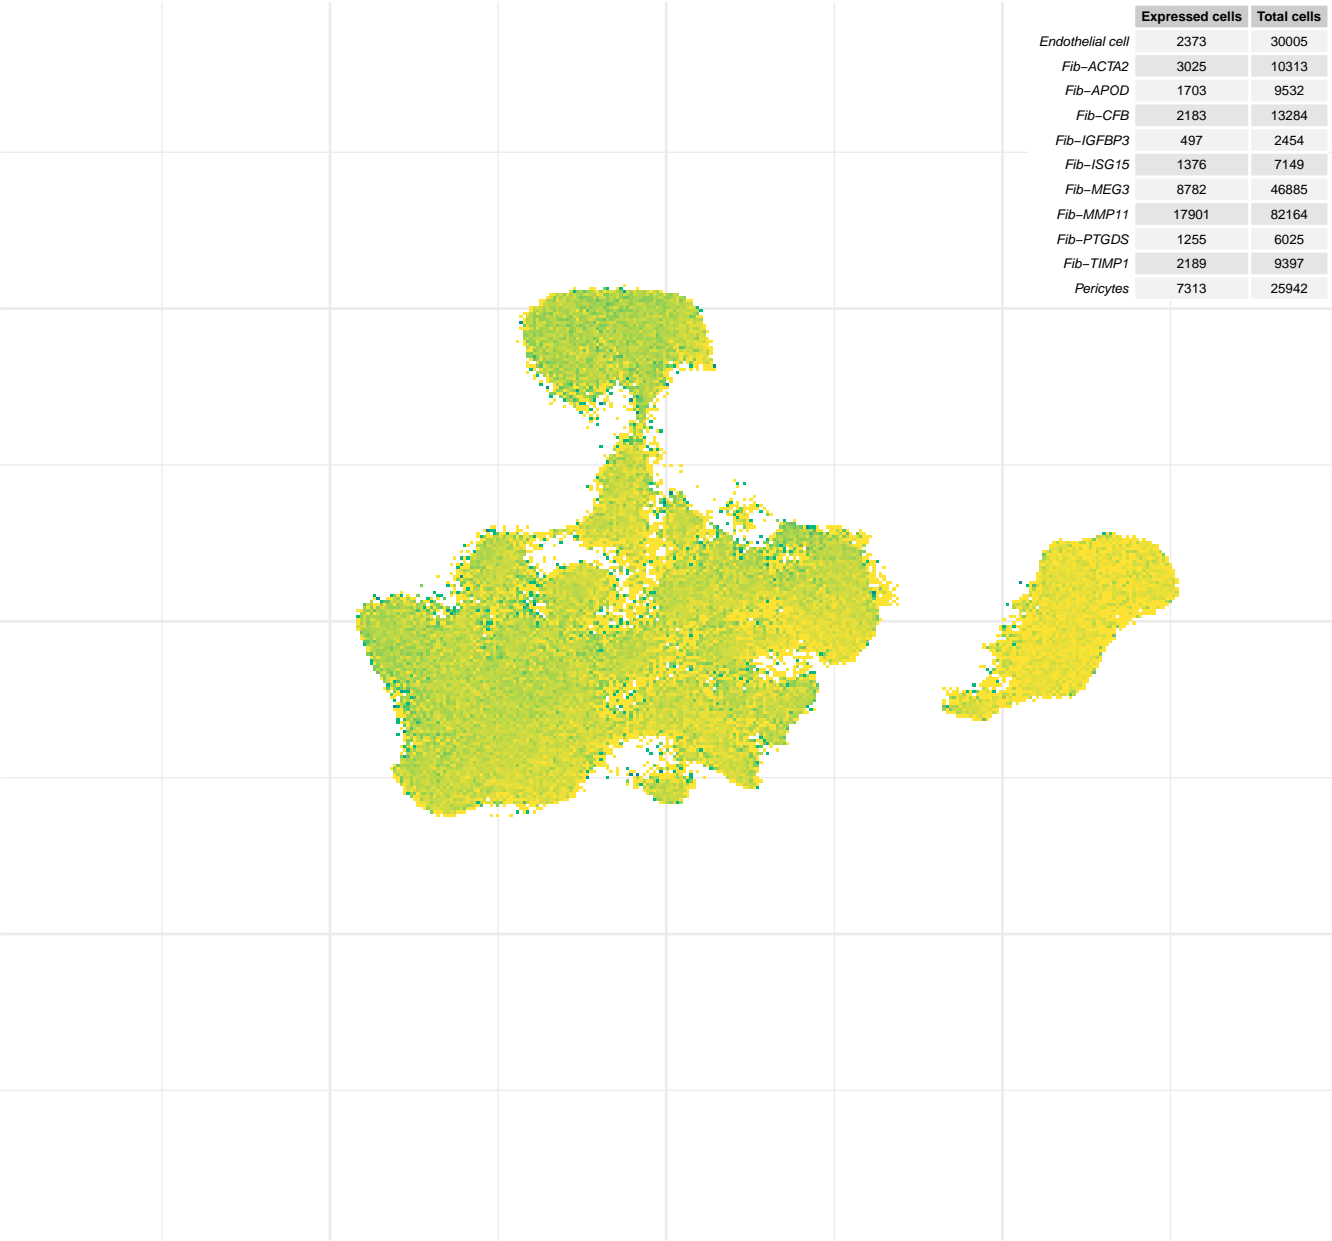 Expressed cells Total cells
Endothelial cell 2373 30005
Fib−ACTA2 3025 10313
Fib−APOD 1703 9532
Fib−CFB 2183 13284
Fib−IGFBP3 497 2454
Fib−ISG15 1376 7149
Fib−MEG3 8782 46885
Fib−MMP11 17901 82164
Fib−PTGDS 1255 6025
Fib−TIMP1 2189 9397
Pericytes 7313 25942